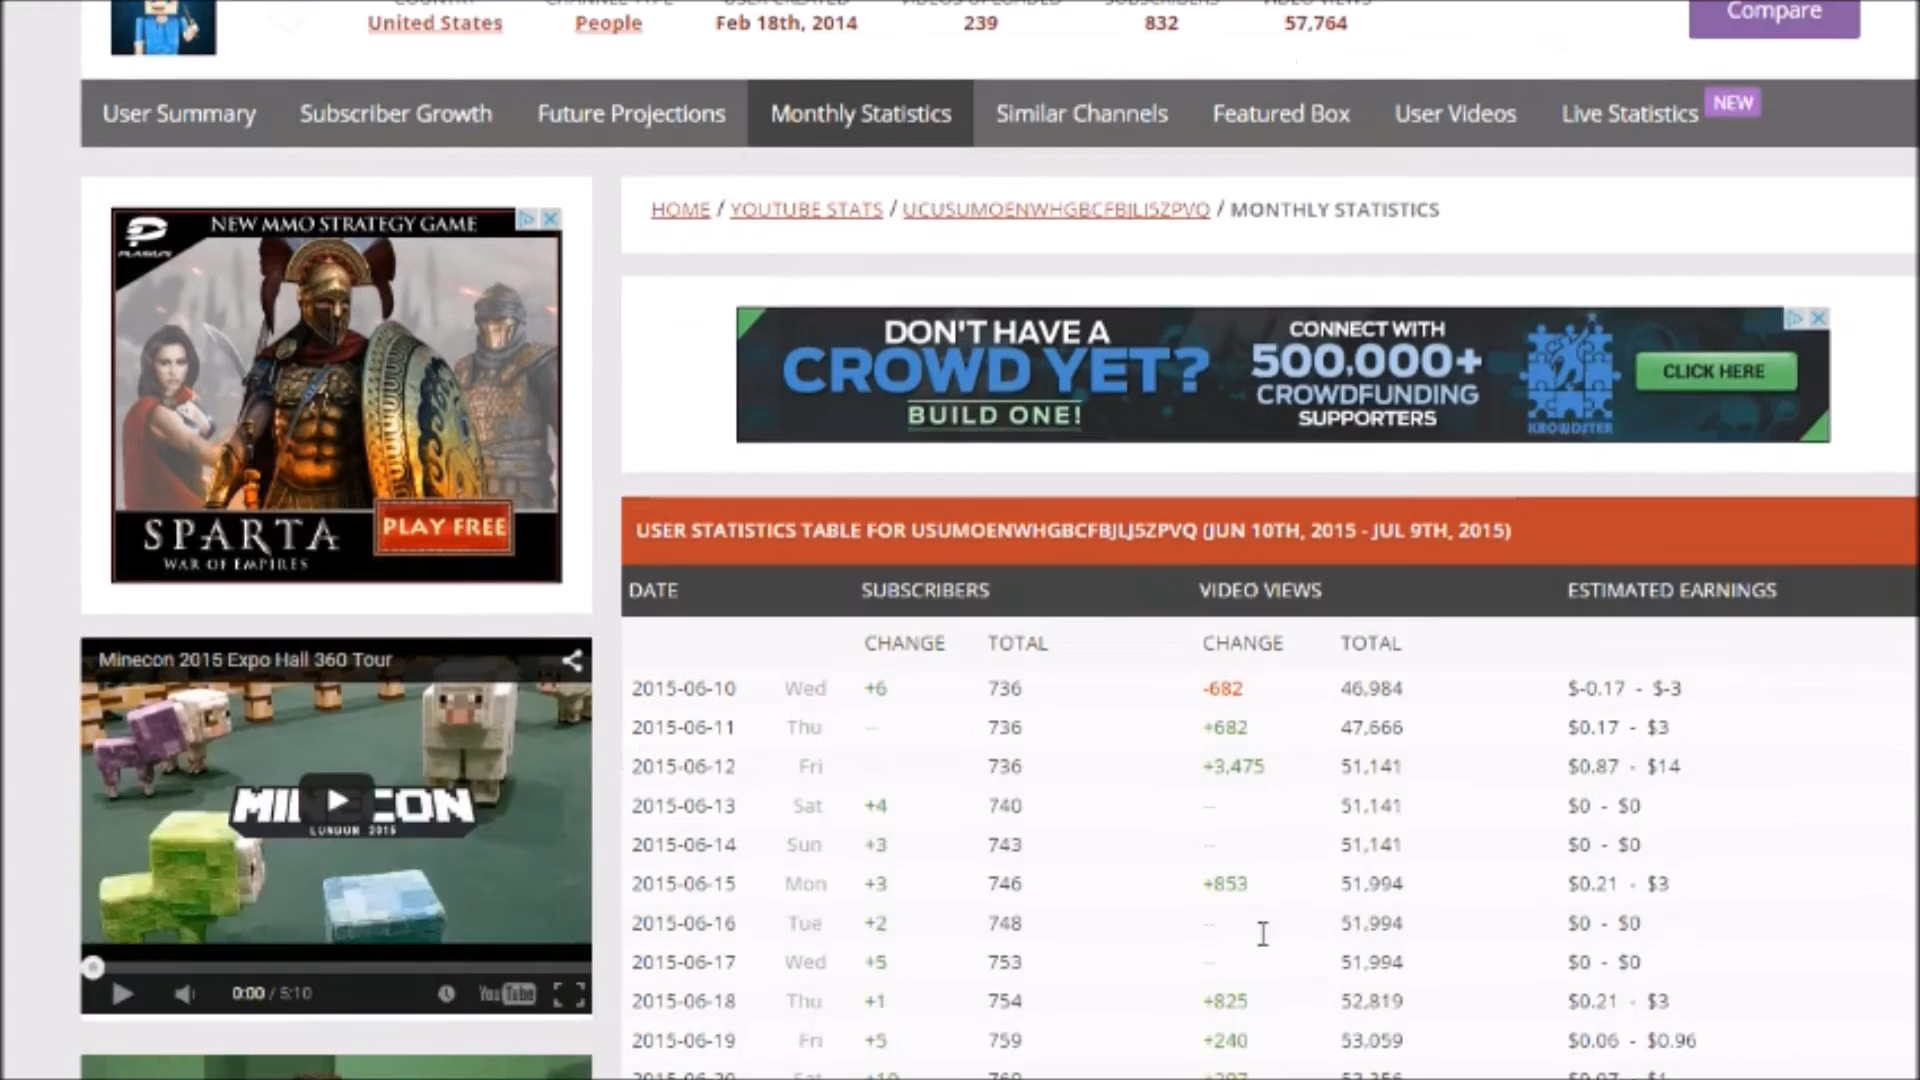 United States
People
Feb 18th, 2014
239
832
57,764
Compare
User Summary
Subscriber Growth
Future Projections
Monthly Statistics
Similar Channels
Featured Box
User Videos
Live Statistics
NEW
NEW MMO STRATEGY GAME
SPARTA
WAR OF EMPIRES
PLAY FREE
HOME / YOUTUBE STATS / UCUSUMOENWHGBCFBJLJ5ZPVQ / MONTHLY STATISTICS
DON'T HAVE A
CROWD YET?
BUILD ONE!
CONNECT WITH
500,000+
CROWDFUNDING
SUPPORTERS
KROWDSTER
CLICK HERE
USER STATISTICS TABLE FOR USUMOENWHGBCFBJLJ5ZPVQ (JUN 10TH, 2015 - JUL 9TH, 2015)
DATE SUBSCRIBERS VIDEO VIEWS ESTIMATED EARNINGS
CHANGE TOTAL CHANGE TOTAL
2015-06-10 Wed +6 736 -682 46,984 $-0.17 - $-3
2015-06-11 Thu -- 736 +682 47,666 $0.17 - $3
2015-06-12 Fri 736 +3,475 51,141 $0.87 - $14
2015-06-13 Sat +4 740 -- 51,141 $0 - $0
2015-06-14 Sun +3 743 -- 51,141 $0 - $0
2015-06-15 Mon +3 746 +853 51,994 $0.21 - $3
2015-06-16 Tue +2 748 -- 51,994 $0 - $0
2015-06-17 Wed +5 753 -- 51,994 $0 - $0
2015-06-18 Thu +1 754 +825 52,819 $0.21 - $3
2015-06-19 Fri +5 759 +240 53,059 $0.06 - $0.96
Minecon 2015 Expo Hall 360 Tour
MINECON
LONDON 2015
0:00 / 5:10
YouTube